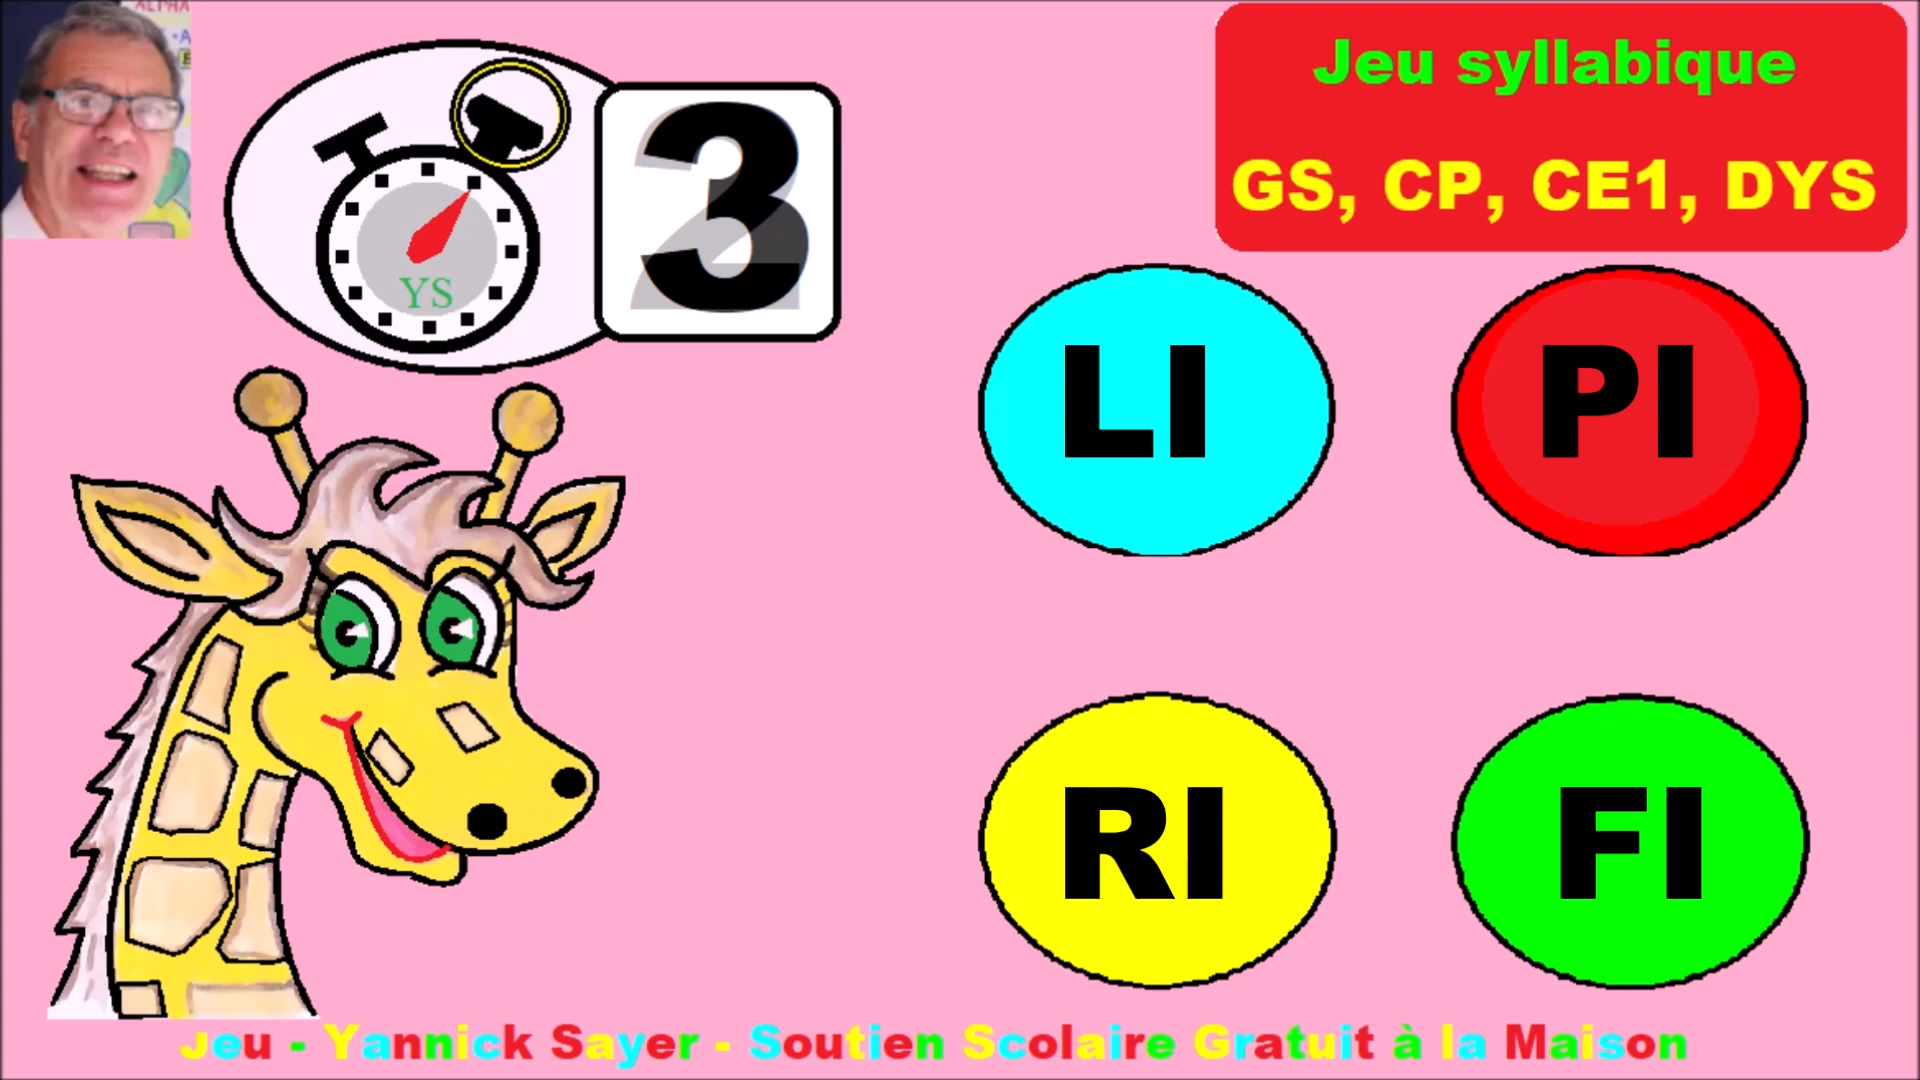 ALPHA
Jeu syllabique
GS, CP, CE1, DYS
3
YS
LI
PI
RI
FI
Jeu - Yannick Sayer - Soutien Scolaire Gratuit à la Maison